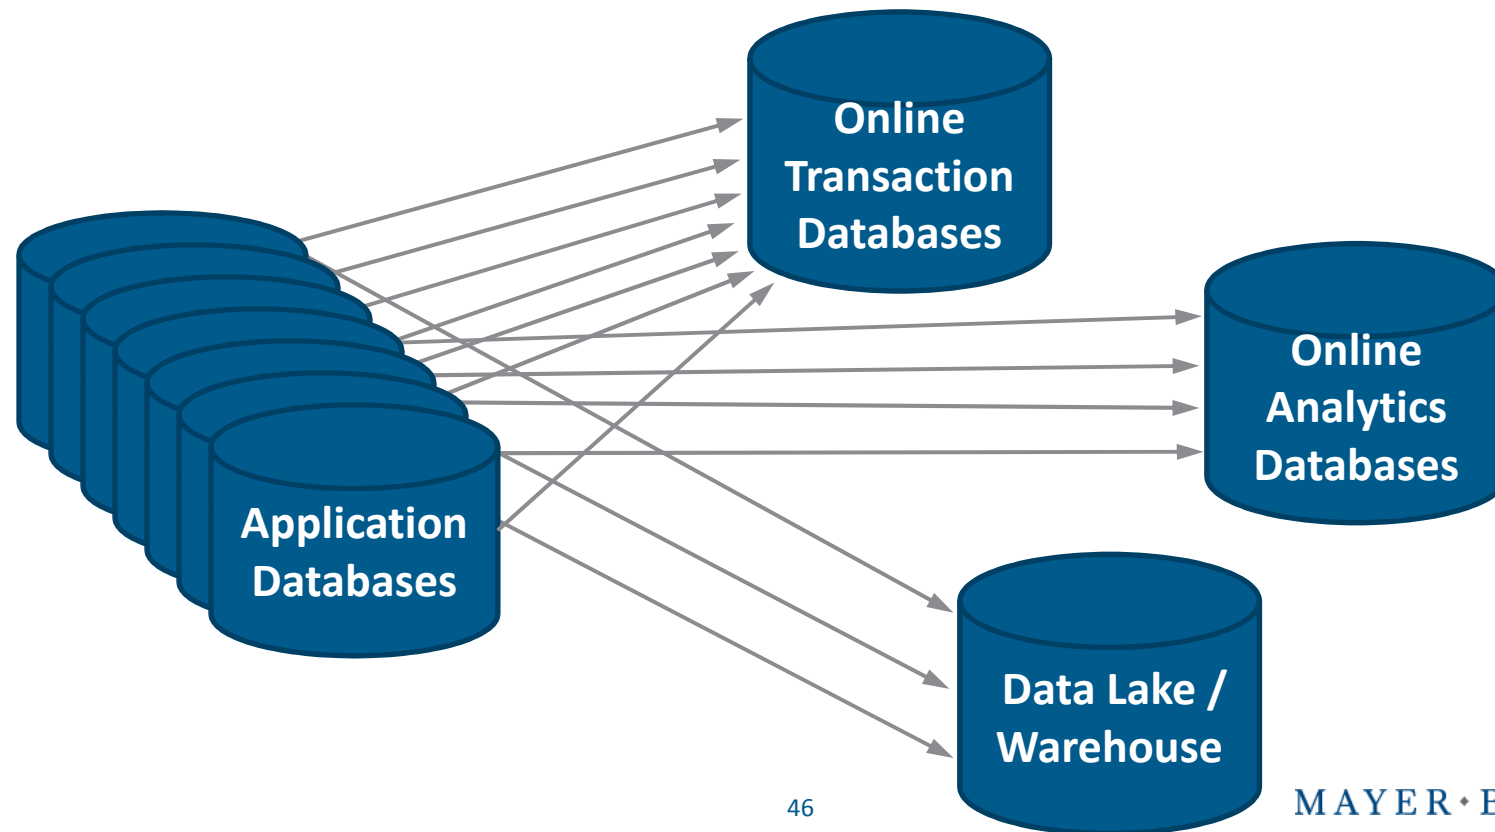 Online
Transaction
Databases
Online
Analytics
Databases
Application
Databases
Data Lake /
Warehouse
46
MAYER